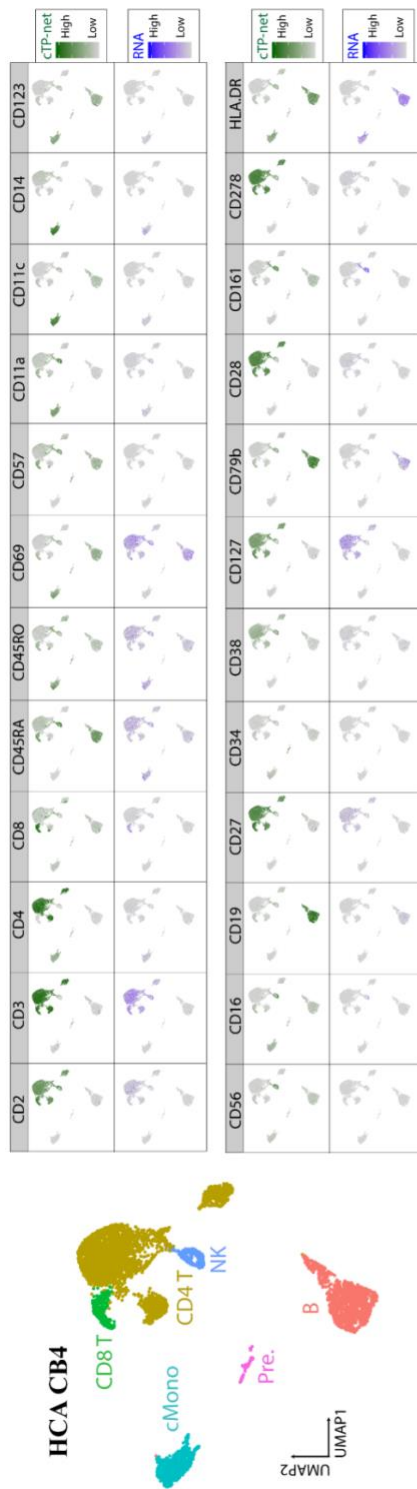 HCA CB4
CD8 T
cMono
CD4 T
NK
Pre.
B
UMAP2
UMAP1
CD2 CD3 CD4 CD8 CD45RA CD45RO CD69 CD57 CD11a CD11c CD14 CD123
cTP-net
High
Low
RNA
High
Low
CD56 CD16 CD19 CD27 CD34 CD38 CD127 CD79b CD28 CD161 CD278 HLA.DR
cTP-net
High
Low
RNA
High
Low